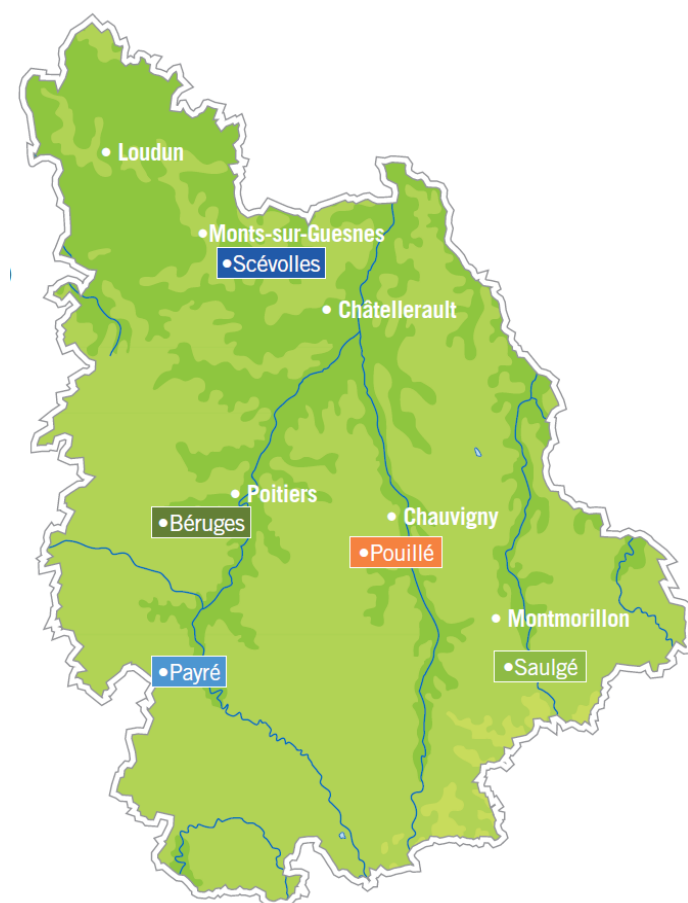 Loudun
Monts-sur-Guesnes
Scévolles
Châtellerault
Poitiers
Béruges
Chauvigny
Pouillé
Montmorillon
Saulgé
Payré